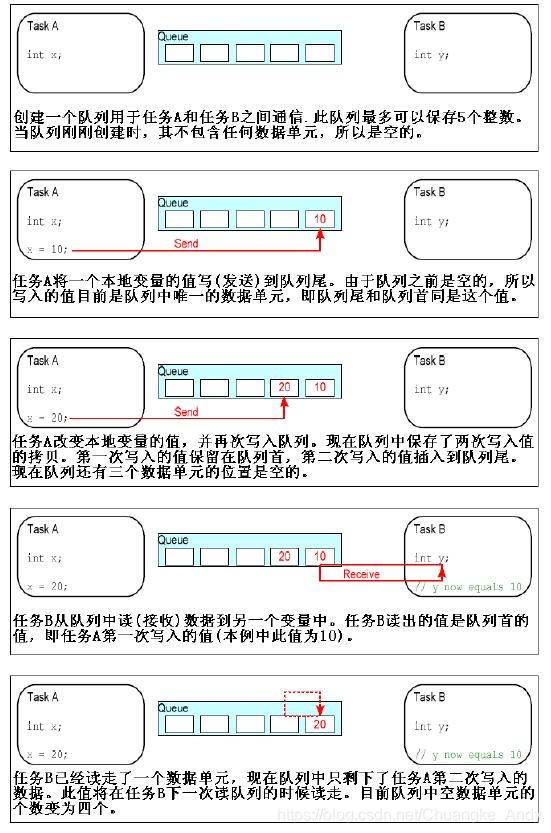 Task A
int x;
Queue
Task B
int y;
创建一个队列用于任务A和任务B之间通信.此队列最多可以保存5个整数。
当队列刚刚创建时，其不包含任何数据单元，所以是空的。
Task A
int x;
x = 10;
Queue
10
Send
Task B
int y;
任务A将一个本地变量的值写(发送)到队列尾。由于队列之前是空的，所以
写入的值目前是队列中唯一的数据单元，即队列尾和队列首同是这个值。
Task A
int x;
x = 20;
Queue
20 10
Send
Task B
int y;
任务A改变本地变量的值，并再次写入队列。现在队列中保存了两次写入值
的拷贝。第一次写入的值保留在队列首，第二次写入的值插入到队列尾。
现在队列还有三个数据单元的位置是空的。
Task A
int x;
x = 20;
Queue
20 10
Receive
Task B
int y;
// y now equals 10
任务B从队列中读(接收)数据到另一个变量中。任务B读出的值是队列首的
值，即任务A第一次写入的值(本例中此值为10)。
Task A
int x;
x = 20;
Queue
20
Task B
int y;
// y now equals 10
任务B已经读走了一个数据单元，现在队列中只剩下了任务A第二次写入的
数据。此值将在任务B下一次读队列的时候读走。目前队列中空数据单元的
个数变为四个。
https://blog.csdn.net/Chuangke_Andy